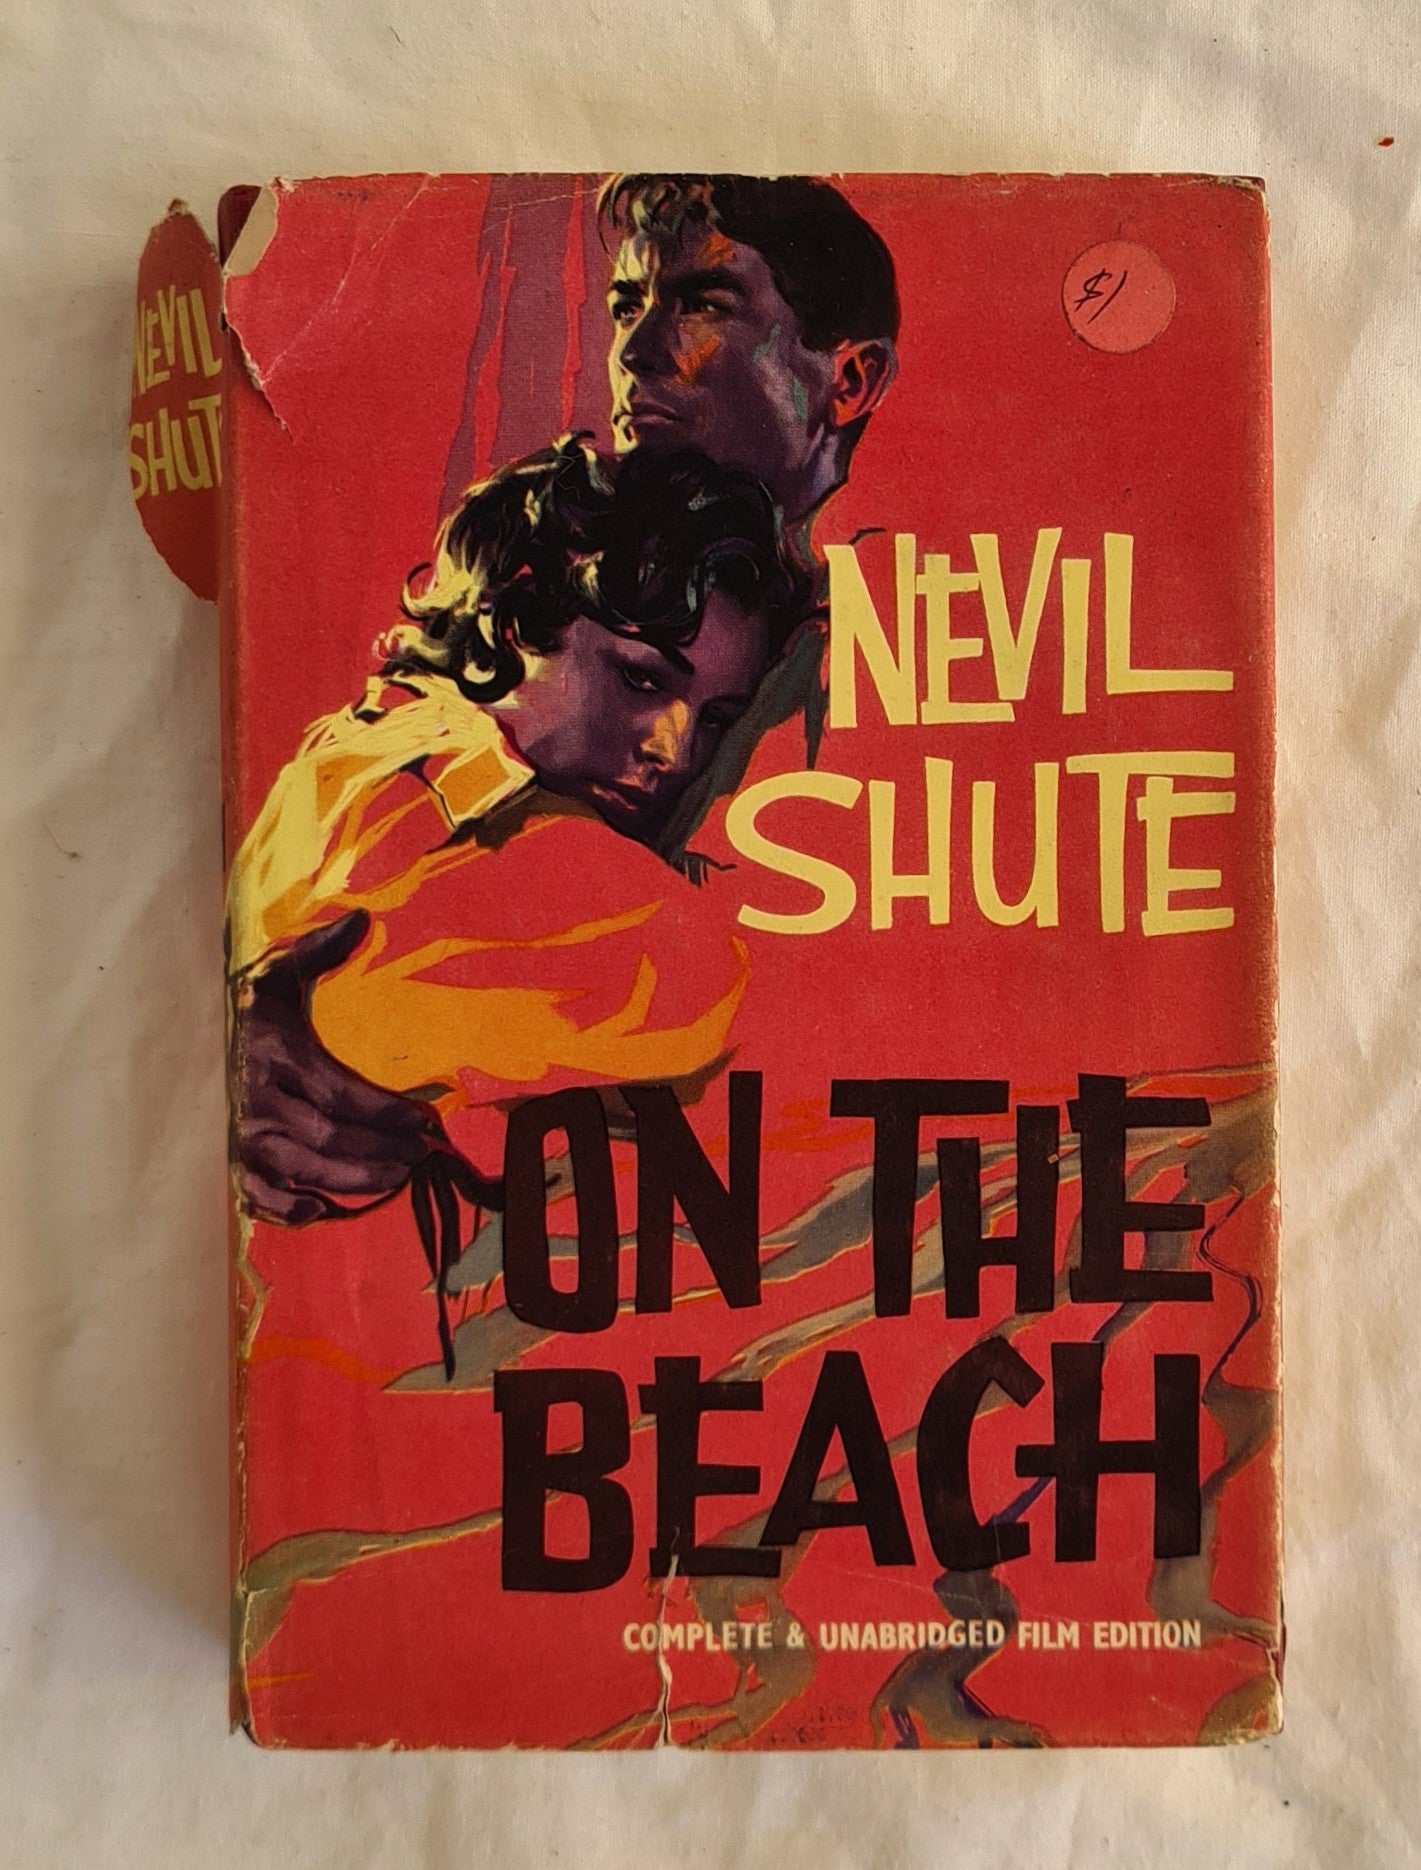 NEVIL
SHUT
$1
NEVIL
SHUTE
ON THE
BEACH
COMPLETE & UNABRIDGED FILM EDITION